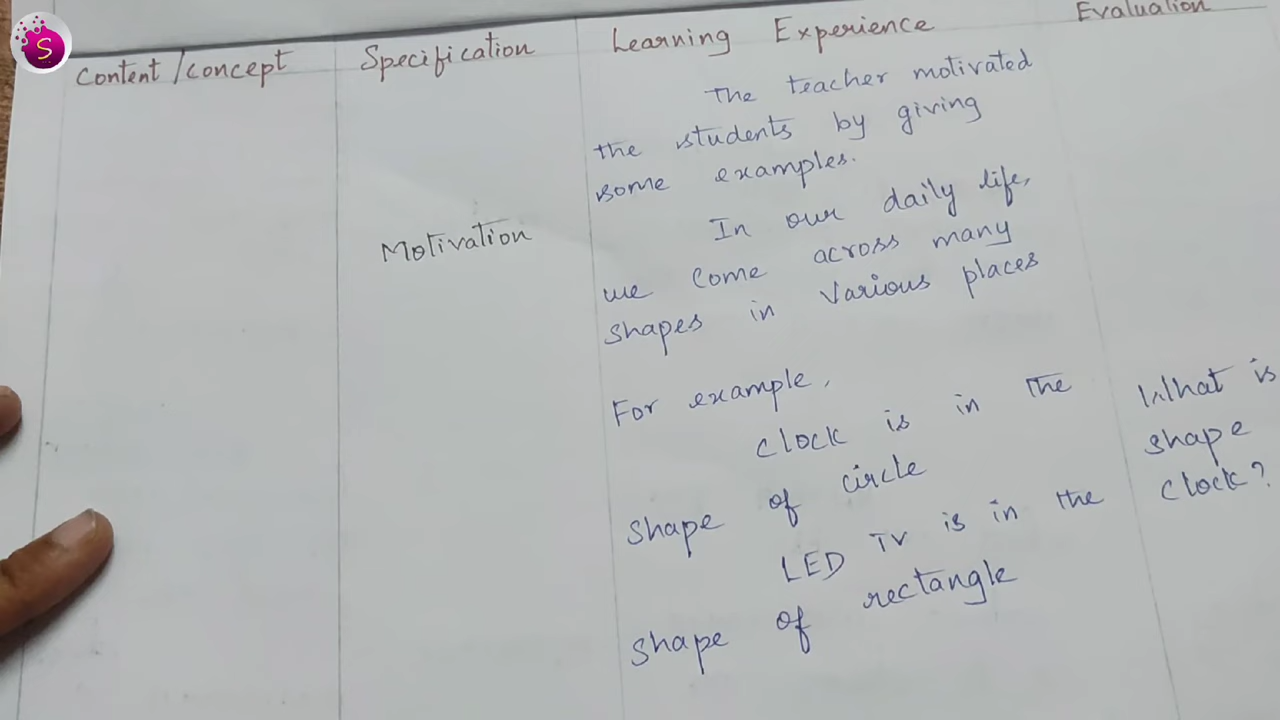 S
Content/concept
Specification
Learning Experience
Evaluation
Motivation
The teacher motivated
the students by giving
some examples.
In our daily life,
we come across many
shapes in various places
For example,
clock is in the
shape of circle
LED TV is in the
shape of rectangle
What is
shape
clock?